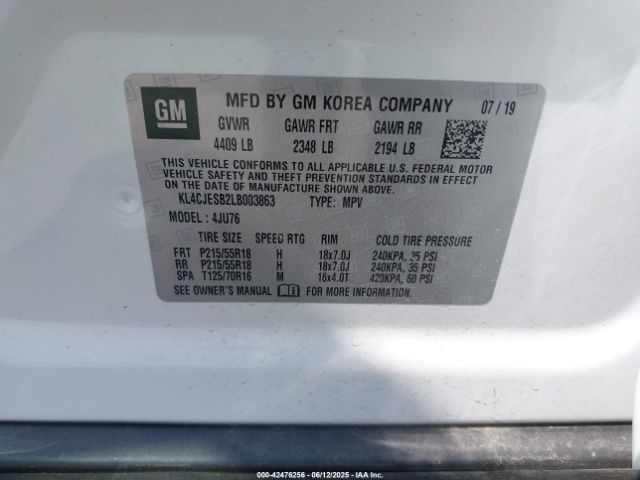 GM
MFD BY GM KOREA COMPANY 07/19
GVWR GAWR FRT GAWR RR
4409 LB 2348 LB 2194 LB
THIS VEHICLE CONFORMS TO ALL APPLICABLE U.S. FEDERAL MOTOR
VEHICLE SAFETY AND THEFT PREVENTION STANDARDS IN EFFECT ON
THE DATE OF MANUFACTURE SHOWN ABOVE.
KL4CJESB2LB003863 TYPE: MPV
MODEL: 4JU76
TIRE SIZE SPEED RTG RIM COLD TIRE PRESSURE
FRT P215/55R18 H 18x7.0J 240KPA, 35 PSI
RR P215/55R18 H 18x7.0J 240KPA, 35 PSI
SPA T125/70R16 M 16x4.0T 420KPA, 60 PSI
SEE OWNER'S MANUAL FOR MORE INFORMATION.
000-42476256 - 06/12/2025 - IAAI.COM